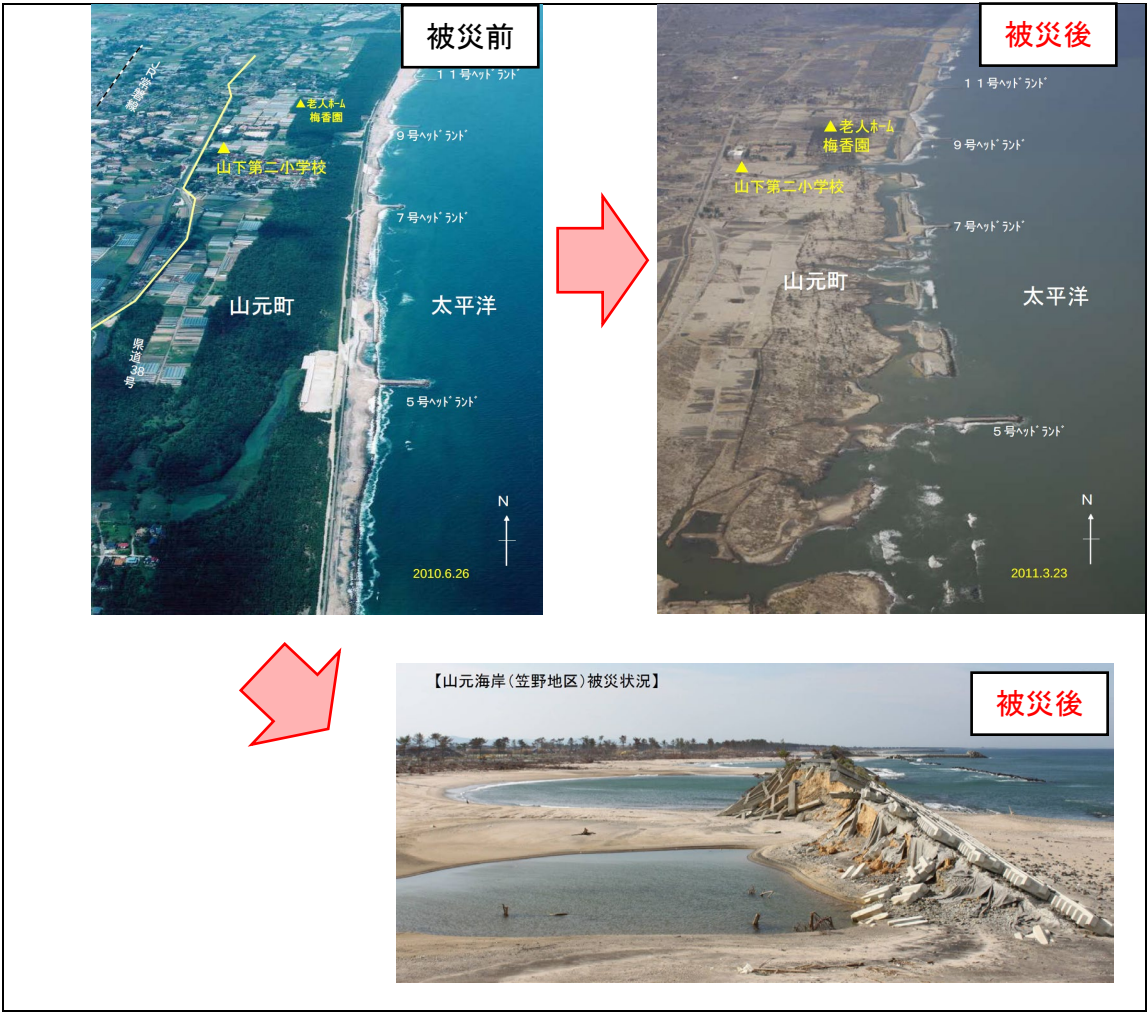 被災前
JR常磐線
11号ヘッドランド
▲老人ホーム
梅香園
9号ヘッドランド
山下第二小学校
7号ヘッドランド
山元町
太平洋
県道38号
5号ヘッドランド
N
2010.6.26
被災後
11号ヘッドランド
▲老人ホーム
梅香園
9号ヘッドランド
山下第二小学校
7号ヘッドランド
山元町
太平洋
5号ヘッドランド
N
2011.3.23
【山元海岸(笠野地区)被災状況】
被災後